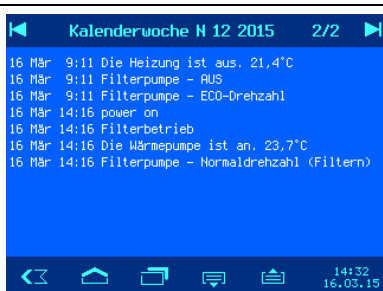 Kalenderwoche N 12 2015 2/2
16 Mär 9:11 Die Heizung ist aus. 21,4°C
16 Mär 9:11 Filterpumpe - AUS
16 Mär 9:11 Filterpumpe - ECO-Drehzahl
16 Mär 14:16 power on
16 Mär 14:16 Filterbetrieb
16 Mär 14:16 Die Wärmepumpe ist an. 23,7°C
16 Mär 14:16 Filterpumpe - Normaldrehzahl (Filtern)
14:32
16.03.15